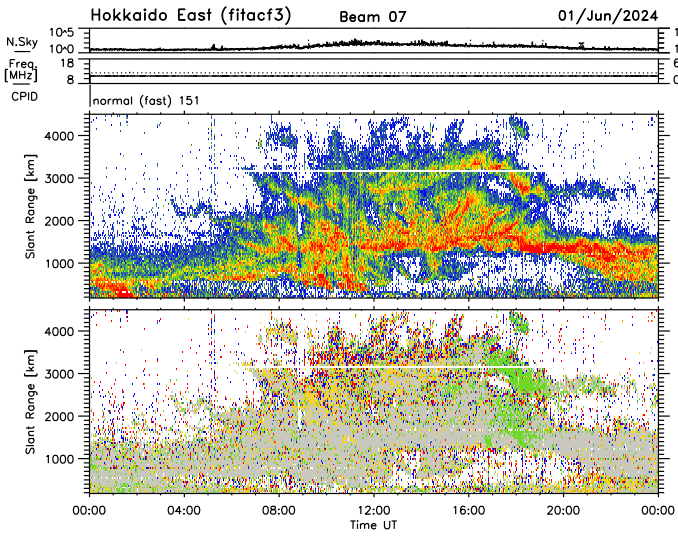 Hokkaido East (fitacf3) Beam 07 01/Jun/2024
N.Sky 10^5 10^0
Freq. [MHz] 18 8
CPID normal (fast) 151
Slant Range [km]
4000
3000
2000
1000
Slant Range [km]
4000
3000
2000
1000
00:00 04:00 08:00 12:00 16:00 20:00 00:00
Time UT